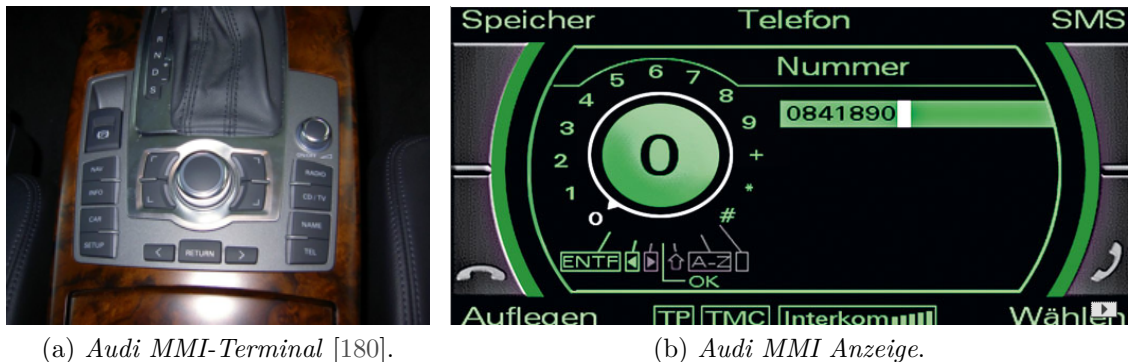 R
N
D
S
ON/OFF
NAV
RADIO
INFO
CD / TV
CAR
NAME
SETUP
< RETURN >
TEL
(a) Audi MMI-Terminal [180].
Speicher Telefon SMS
Nummer
0841890
5 6 7
4 8
3 9
2 +
1 *
0 #
0
ENTF A-Z
OK
Auflegen TP TMC Interkom Wählen
(b) Audi MMI Anzeige.